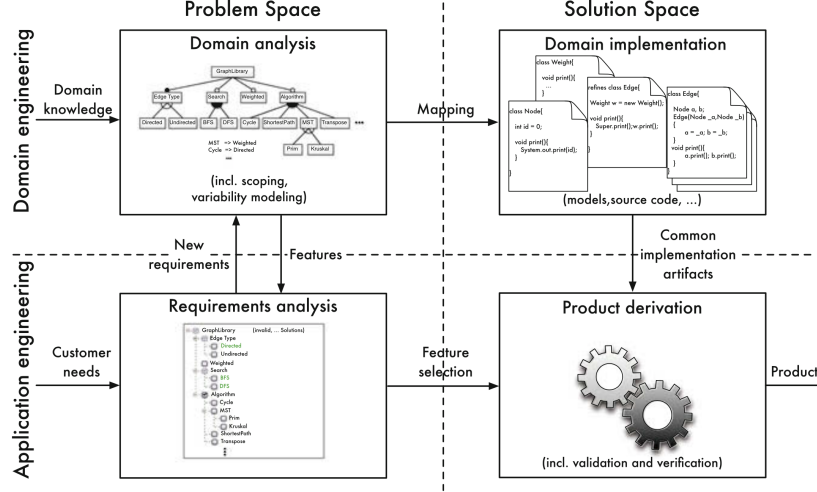 Problem Space
Solution Space
Domain engineering
Application engineering
Domain
knowledge
Domain analysis
GraphLibrary
Edge Type
Search
Weighted
Algorithm
Directed
Undirected
BFS
DFS
Cycle
ShortestPath
MST
Transpose
MST => Weighted
Cycle => Directed
Prim
Kruskal
(incl. scoping,
variability modeling)
Mapping
Domain implementation
class Weight{
void print(){
...
}
class Node{
int id = 0;
void print(){
System.out.print(id);
}
}
refines class Edge{
Weight w = new Weight();
void print(){
Super.print();w.print();
}
}
class Edge{
Node a, b;
Edge(Node _a,Node _b)
{
a = _a; b = _b;
}
void print(){
a.print(); b.print();
}
}
(models,source code, ...)
New
requirements
Features
Common
implementation
artifacts
Customer
needs
Requirements analysis
GraphLibrary (invalid, ... Solutions)
Edge Type
Directed
Undirected
Weighted
Search
BFS
DFS
Algorithm
Cycle
MST
Prim
Kruskal
ShortestPath
Transpose
Feature
selection
Product derivation
(incl. validation and verification)
Product